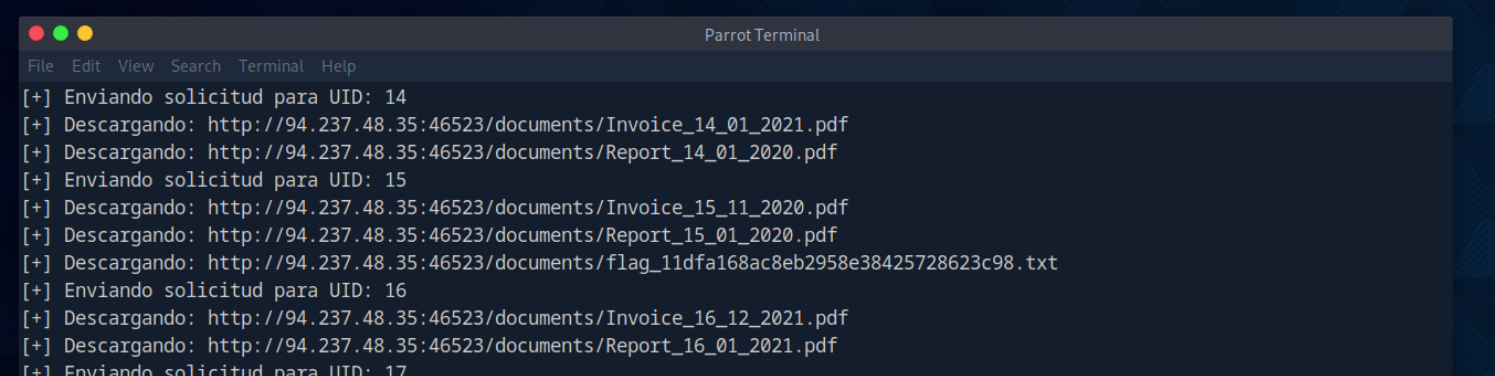 Parrot Terminal
File Edit View Search Terminal Help
[+] Enviando solicitud para UID: 14
[+] Descargando: http://94.237.48.35:46523/documents/Invoice_14_01_2021.pdf
[+] Descargando: http://94.237.48.35:46523/documents/Report_14_01_2020.pdf
[+] Enviando solicitud para UID: 15
[+] Descargando: http://94.237.48.35:46523/documents/Invoice_15_11_2020.pdf
[+] Descargando: http://94.237.48.35:46523/documents/Report_15_01_2020.pdf
[+] Descargando: http://94.237.48.35:46523/documents/flag_11dfa168ac8eb2958e38425728623c98.txt
[+] Enviando solicitud para UID: 16
[+] Descargando: http://94.237.48.35:46523/documents/Invoice_16_12_2021.pdf
[+] Descargando: http://94.237.48.35:46523/documents/Report_16_01_2021.pdf
[+] Enviando solicitud para UID: 17